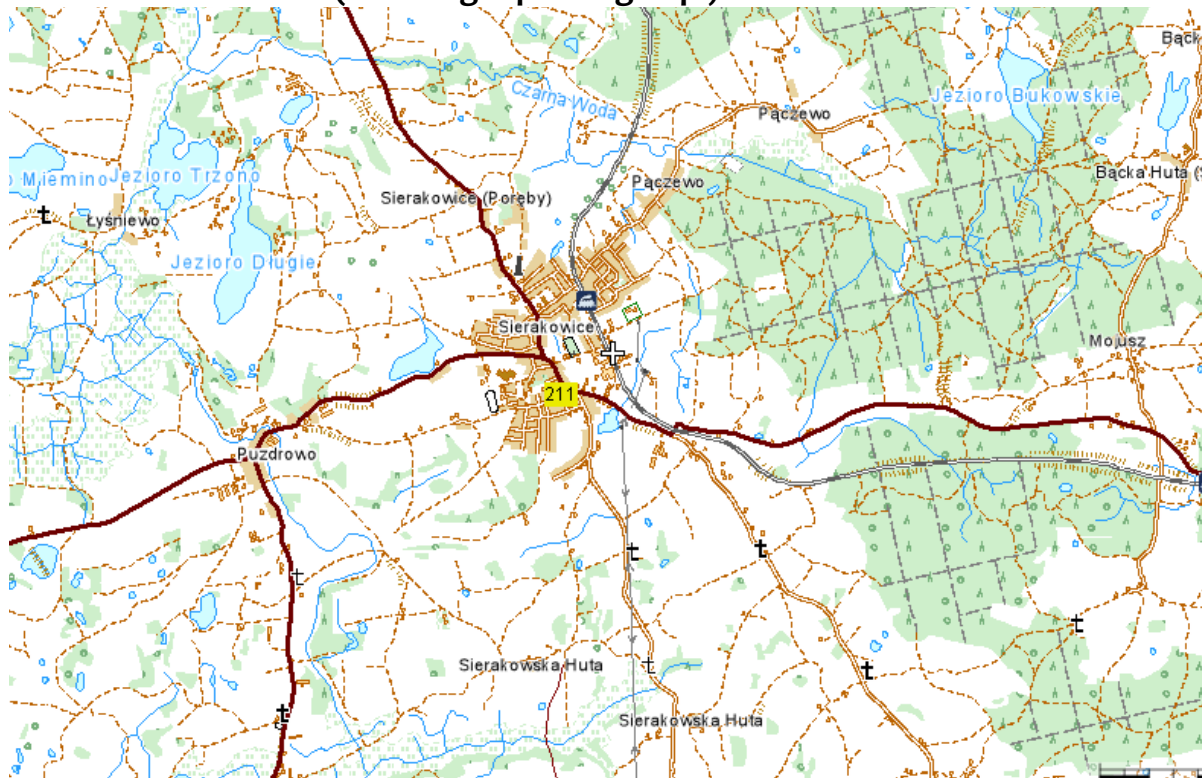 Bąck
Czarna Woda
Jezioro Bukowskie
Pączewo
o Miemino
Jezioro Trzono
Pączewo
Bącka Huta (S
Sierakowice (Poręby)
Łyśniewo
Jezioro Długie
Sierakowice
Mojusz
211
Puzdrowo
Sierakowska Huta
Sierakowska Huta